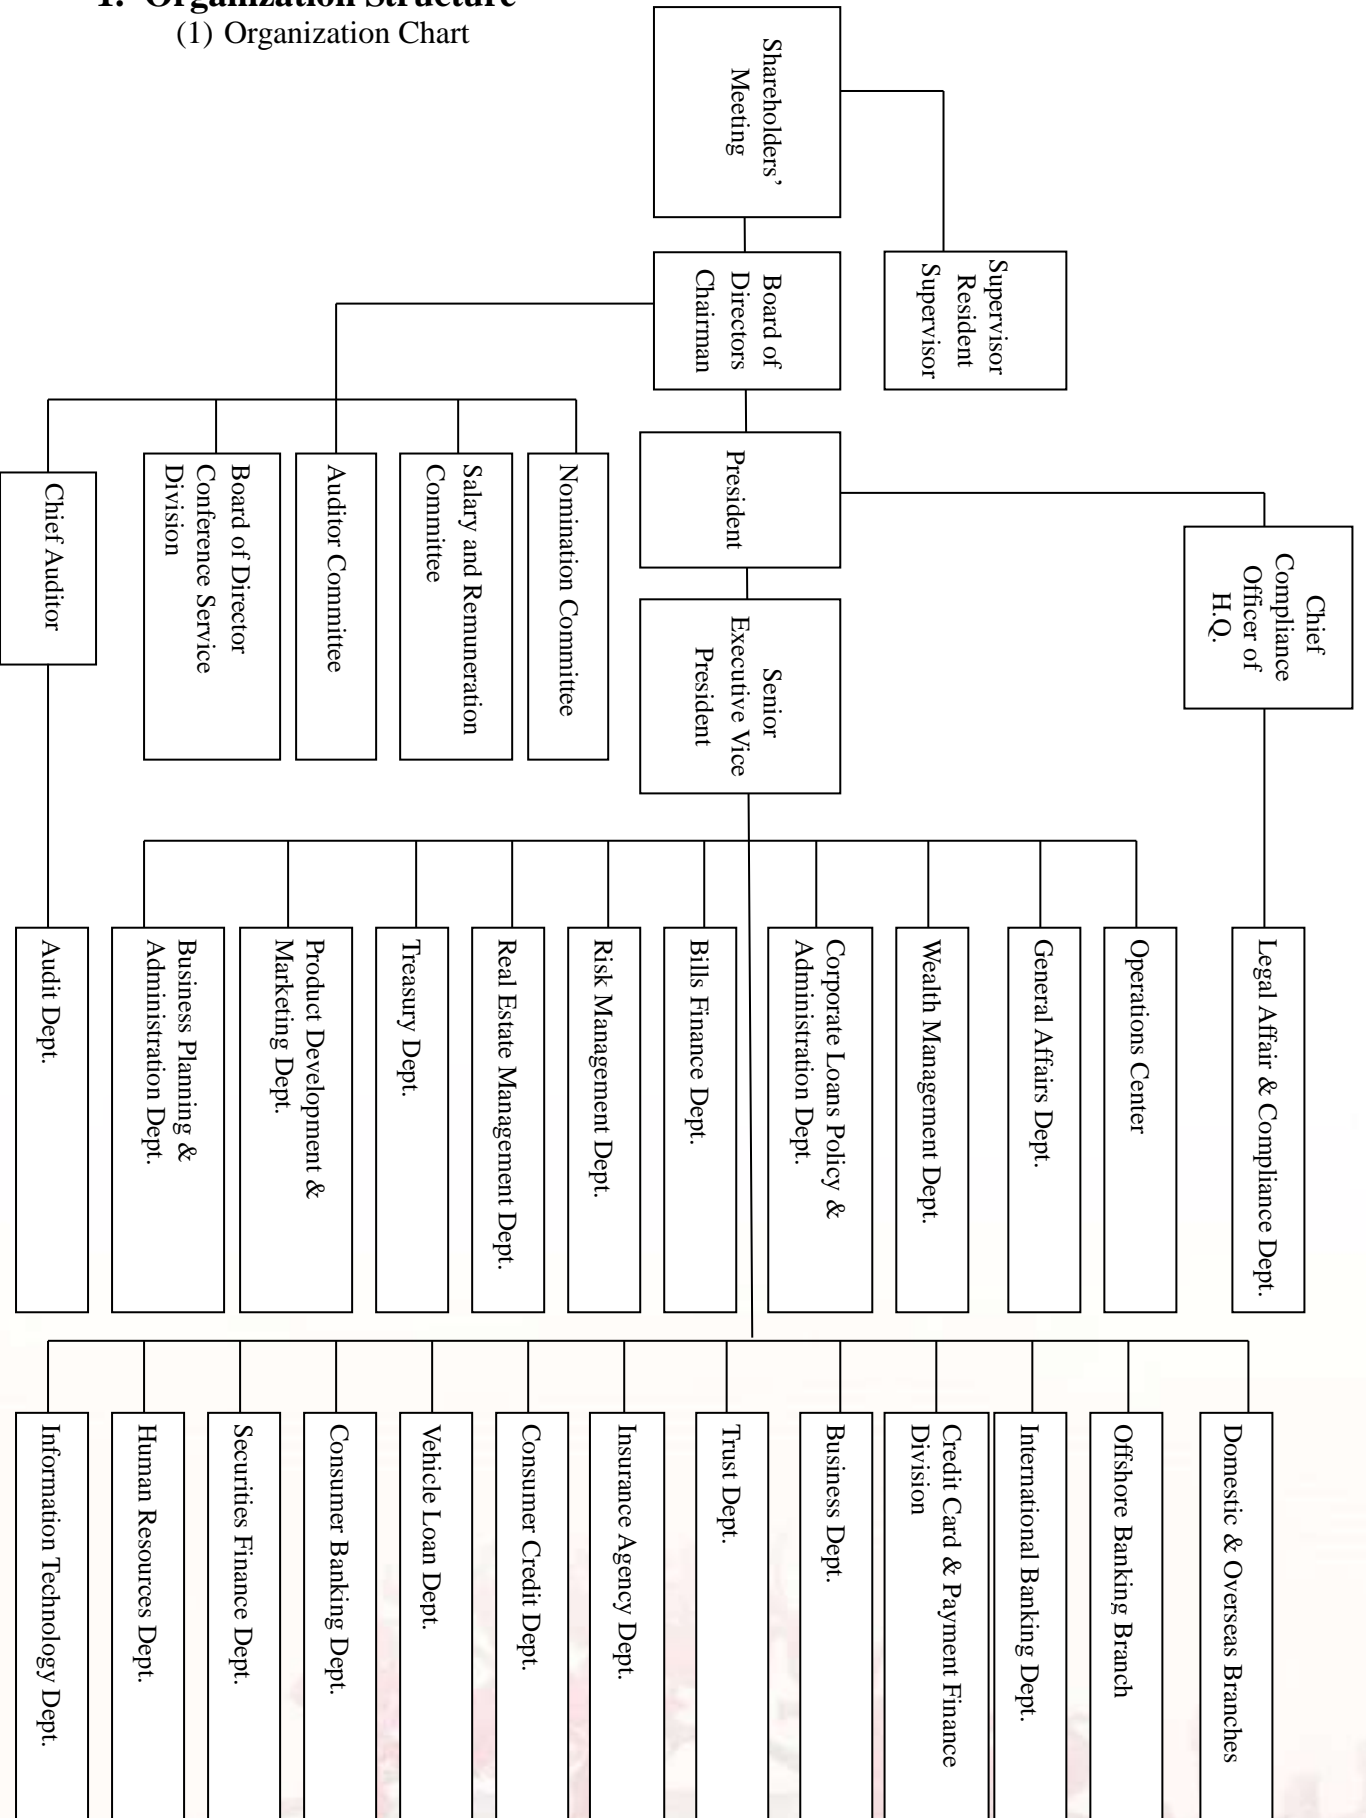 1. Organization Structure
(1) Organization Chart
Shareholders’
Meeting
Supervisor
Resident
Supervisor
Board of
Directors
Chairman
President
Chief
Compliance
Officer of
H.Q.
Senior
Executive Vice
President
Nomination Committee
Salary and Remuneration
Committee
Auditor Committee
Board of Director
Conference Service
Division
Chief Auditor
Legal Affair & Compliance Dept.
Operations Center
General Affairs Dept.
Wealth Management Dept.
Corporate Loans Policy &
Administration Dept.
Bills Finance Dept.
Risk Management Dept.
Real Estate Management Dept.
Treasury Dept.
Product Development &
Marketing Dept.
Business Planning &
Administration Dept.
Audit Dept.
Domestic & Overseas Branches
Offshore Banking Branch
International Banking Dept.
Credit Card & Payment Finance
Division
Business Dept.
Trust Dept.
Insurance Agency Dept.
Consumer Credit Dept.
Vehicle Loan Dept.
Consumer Banking Dept.
Securities Finance Dept.
Human Resources Dept.
Information Technology Dept.